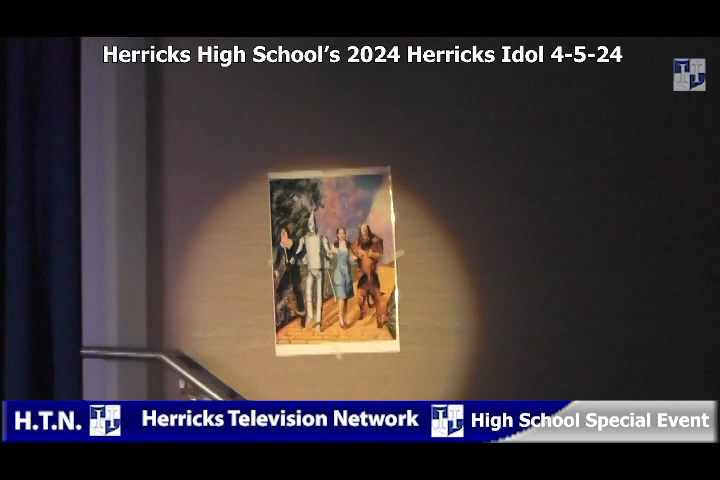 Herricks High School's 2024 Herricks Idol 4-5-24
H.T.N. Herricks Television Network High School Special Event